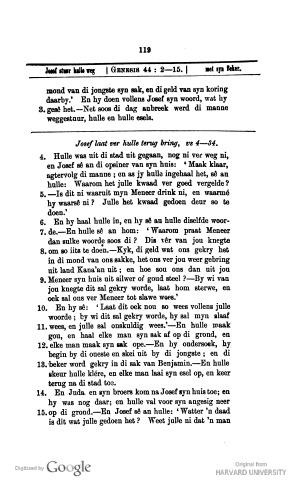 119
Josef stuur hulle weg | GENESIS 44 : 2—15. | met syn Beker.
mond van di jongste syn sak, en di geld van syn koring
daarby.' En hy doen vollens Josef syn woord, wat hy
3. gesê het.—Net soos di dag anbreek werd di manne
weggestuur, hulle en hulle esels.
Josef laat ver hulle terug bring, vs 4—34.
4. Hulle was uit di stad uit gegaan, nog ni ver weg ni,
en Josef sê an di opsiner van syn huis: 'Maak klaar,
agtervolg di manne; en as jy hulle ingehaal het, sê an
hulle: Waarom het julle kwaad ver goed vergelde?
5. —Is dit ni waaruit myn Meneer drink ni, en waarmé
hy waarsê ni? Julle het kwaad gedoen deur so te
doen.'
6. En hy haal hulle in, en hy sê an hulle diselfde woor-
7. de.—En hulle sê an hom: 'Waarom praat Meneer
dan sulke woorde soos di? Dis vêr van jou knegte
8. om so iits te doen.—Kyk, di geld wat ons gekry het
in di mond van ons sakke, het ons ver jou weer gebring
uit land Kana'an uit; en hoe sou ons dan uit jou
9. Meneer syn huis uit silwer of goud steel?—By wi van
jou knegte dit sal gekry worde, laat hom sterwe, en
ook sal ons ver Meneer tot slawe wees.'
10. En hy sê: 'Laat dit ook nou so wees vollens julle
woorde; by wi dit sal gekry worde, hy sal myn slaaf
11. wees, en julle sal onskuldig wees.'—En hulle maak
gou, en haal elke man syn sak af op di grond, en
12. elke man maak syn sak ope.—En hy ondersoek, hy
begin by di oueste en skei uit by di jongste; en di
13. beker word gekry in di sak van Benjamin.—En hulle
skeur hulle klére, en elke man laai syn esel op, en keer
terug na di stad toe.
14. En Juda en syn broers kom na Josef syn huis toe; en
hy was nog daar; en hulle val voor syn angesig neer
15. op di grond.—En Josef sê an hulle: 'Watter 'n daad
is dit wat julle gedoen het? Weet julle ni dat 'n man
Digitized by Google
Original from
HARVARD UNIVERSITY